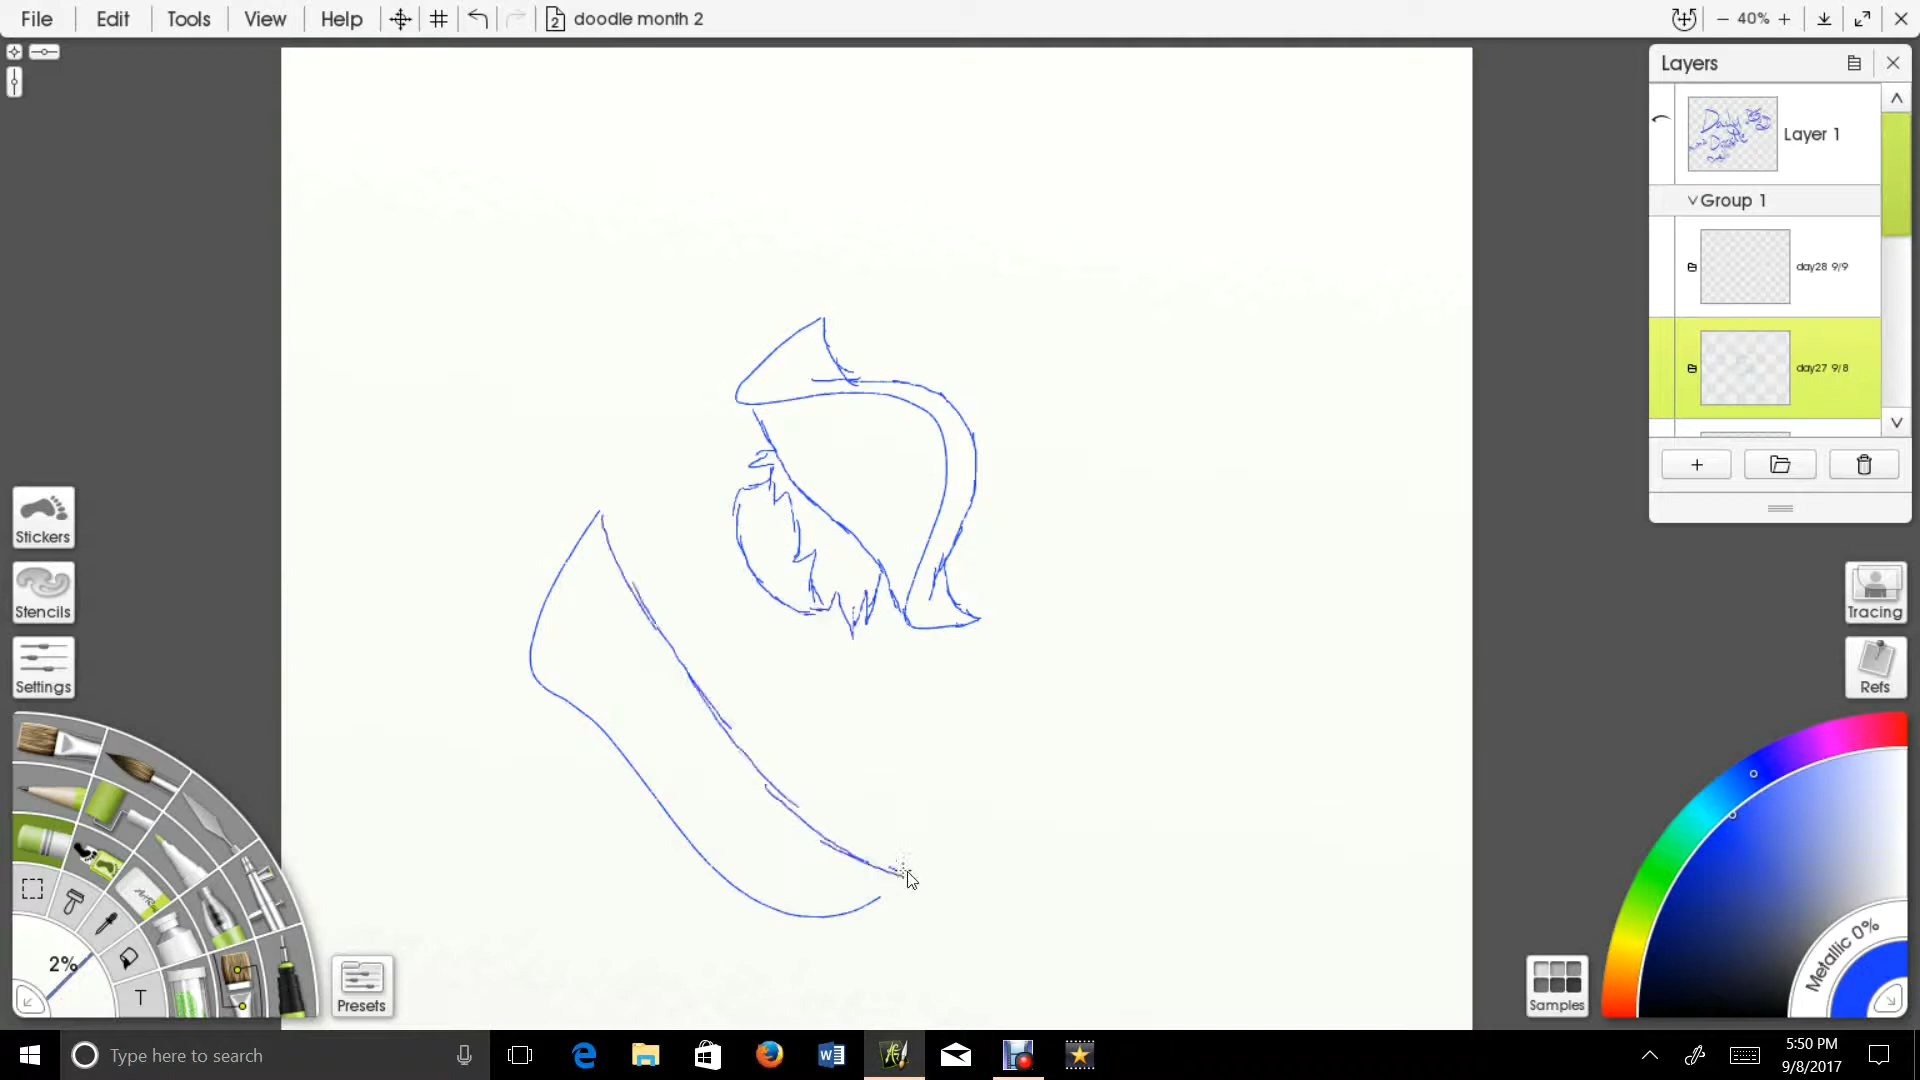 File Edit Tools View Help doodle month 2 40%
Layers
Layer 1
Group 1
day28 9/9
day27 9/8
Stickers
Stencils
Settings
Tracing
Refs
Metallic 0%
2%
T
Presets
Samples
Type here to search
5:50 PM
9/8/2017